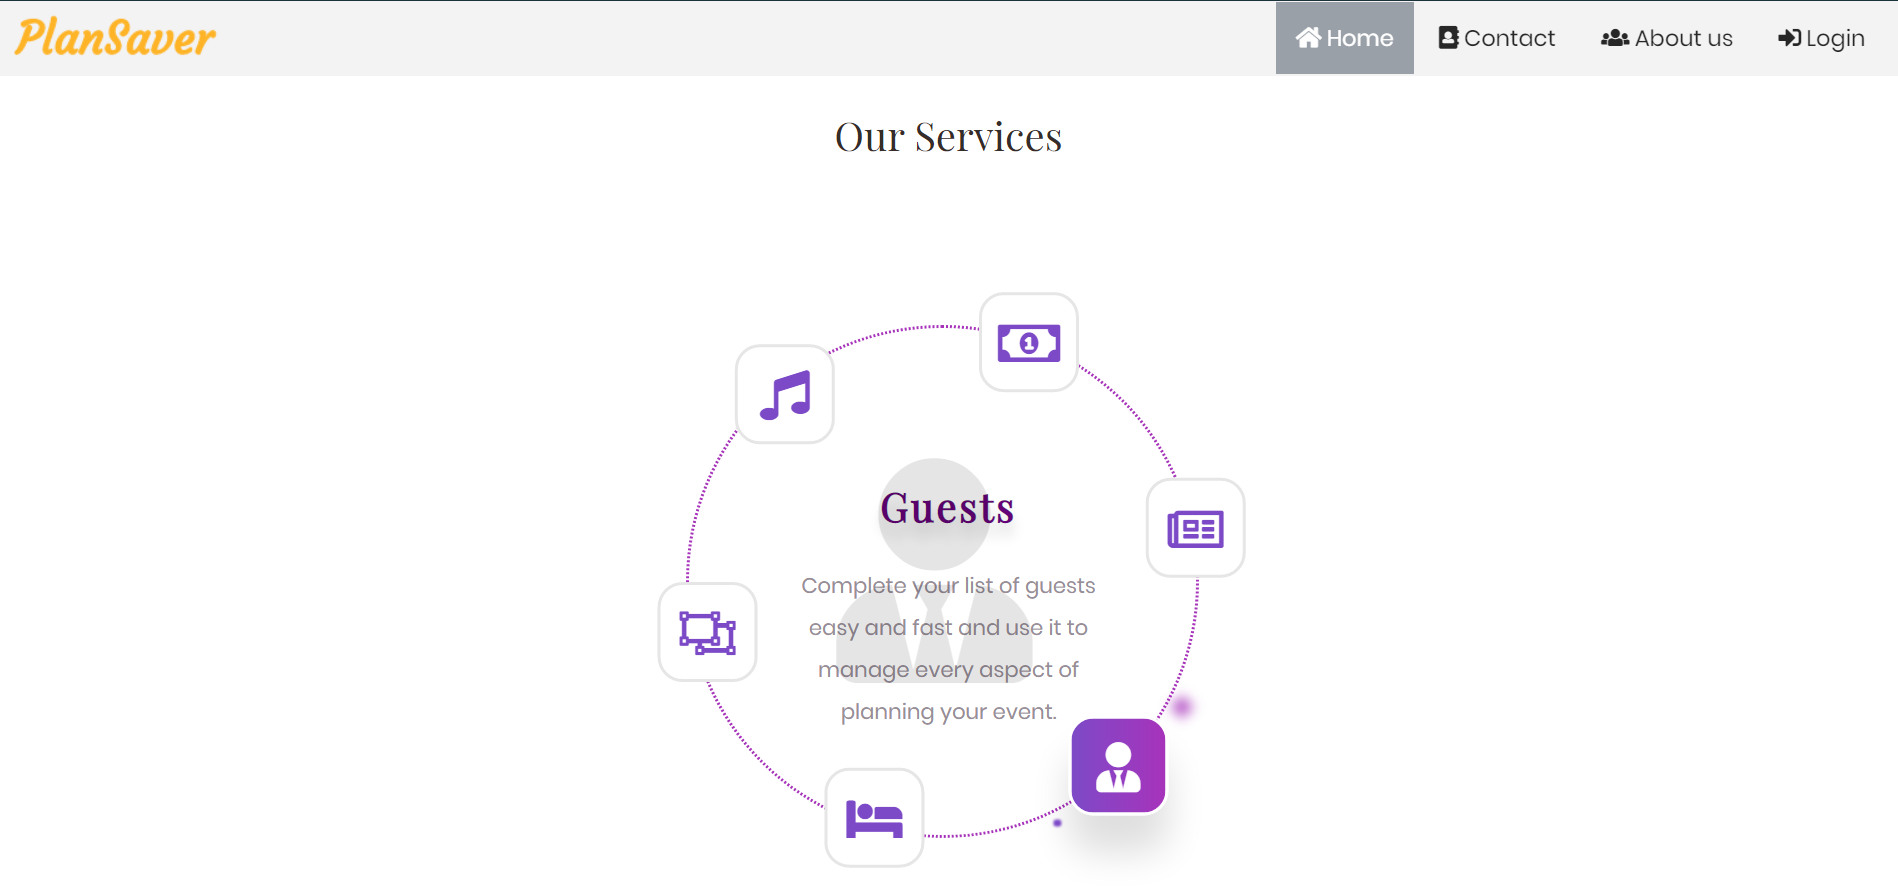 PlanSaver
Home
Contact
About us
Login
Our Services
1
Guests
Complete your list of guests
easy and fast and use it to
manage every aspect of
planning your event.